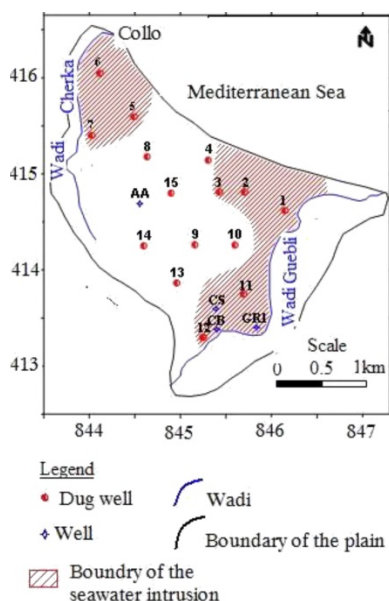 Collo
N
416
6
Mediterranean Sea
Wadi Cherka
5
7
415
8
4
15
3
2
AA
1
14
9
10
414
13
11
Wadi Guebli
CS
GRI
CB
12
413
Scale
0 0.5 1km
844 845 846 847
Legend
Dug well
Wadi
Well
Boundary of the plain
Boundry of the
seawater intrusion